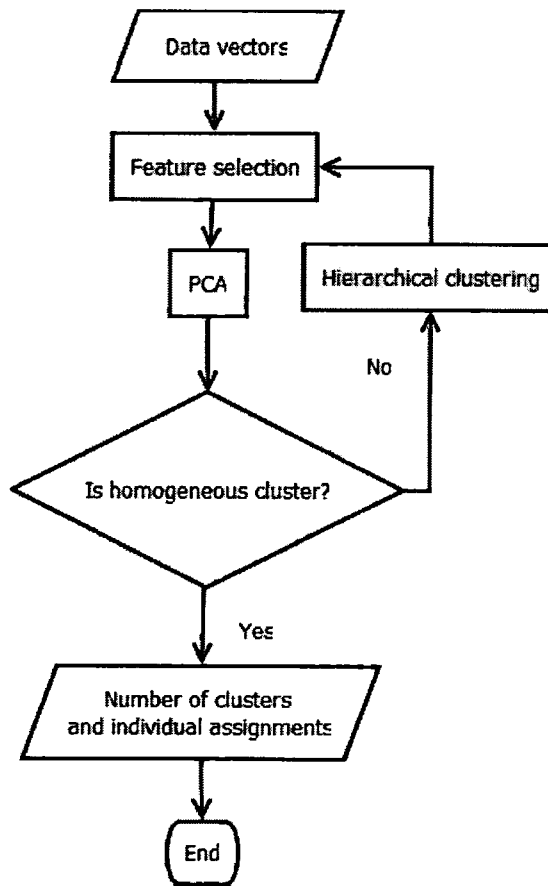 Data vectors
Feature selection
PCA
Hierarchical clustering
No
Is homogeneous cluster?
Yes
Number of clusters
and individual assignments
End